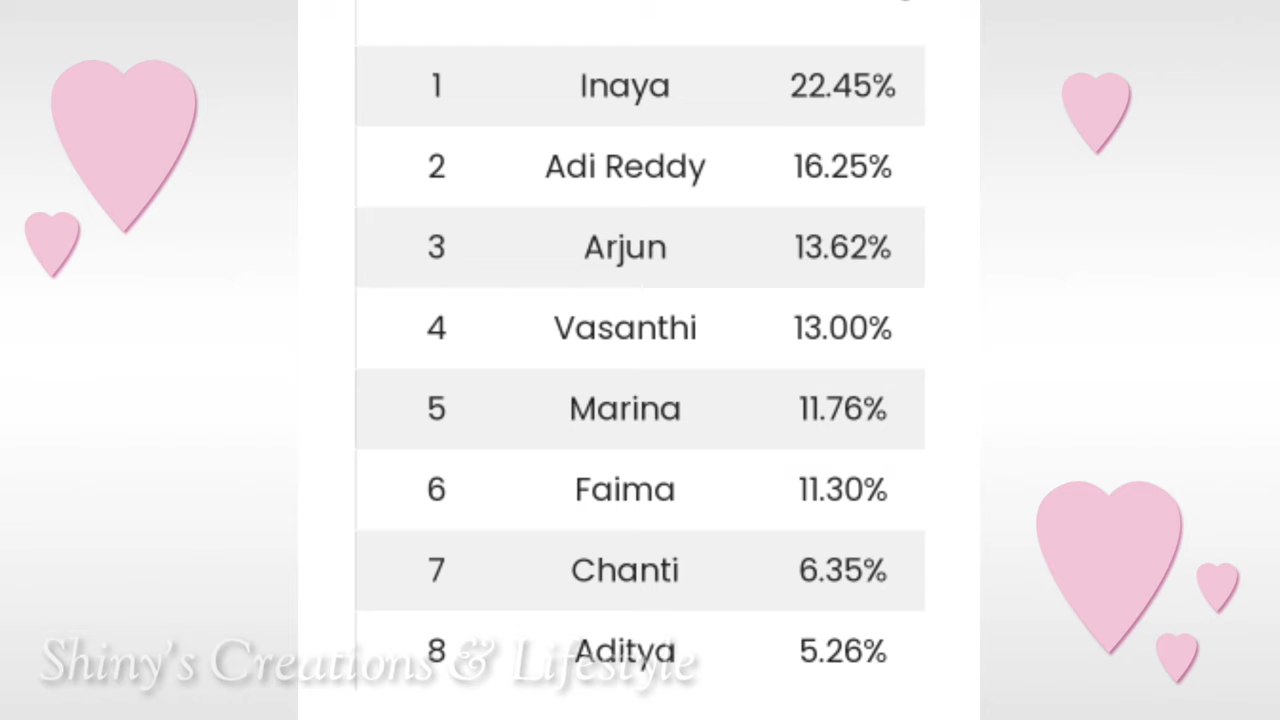 1 Inaya 22.45%
2 Adi Reddy 16.25%
3 Arjun 13.62%
4 Vasanthi 13.00%
5 Marina 11.76%
6 Faima 11.30%
7 Chanti 6.35%
8 Aditya 5.26%
Shiny's Creations & Lifestyle